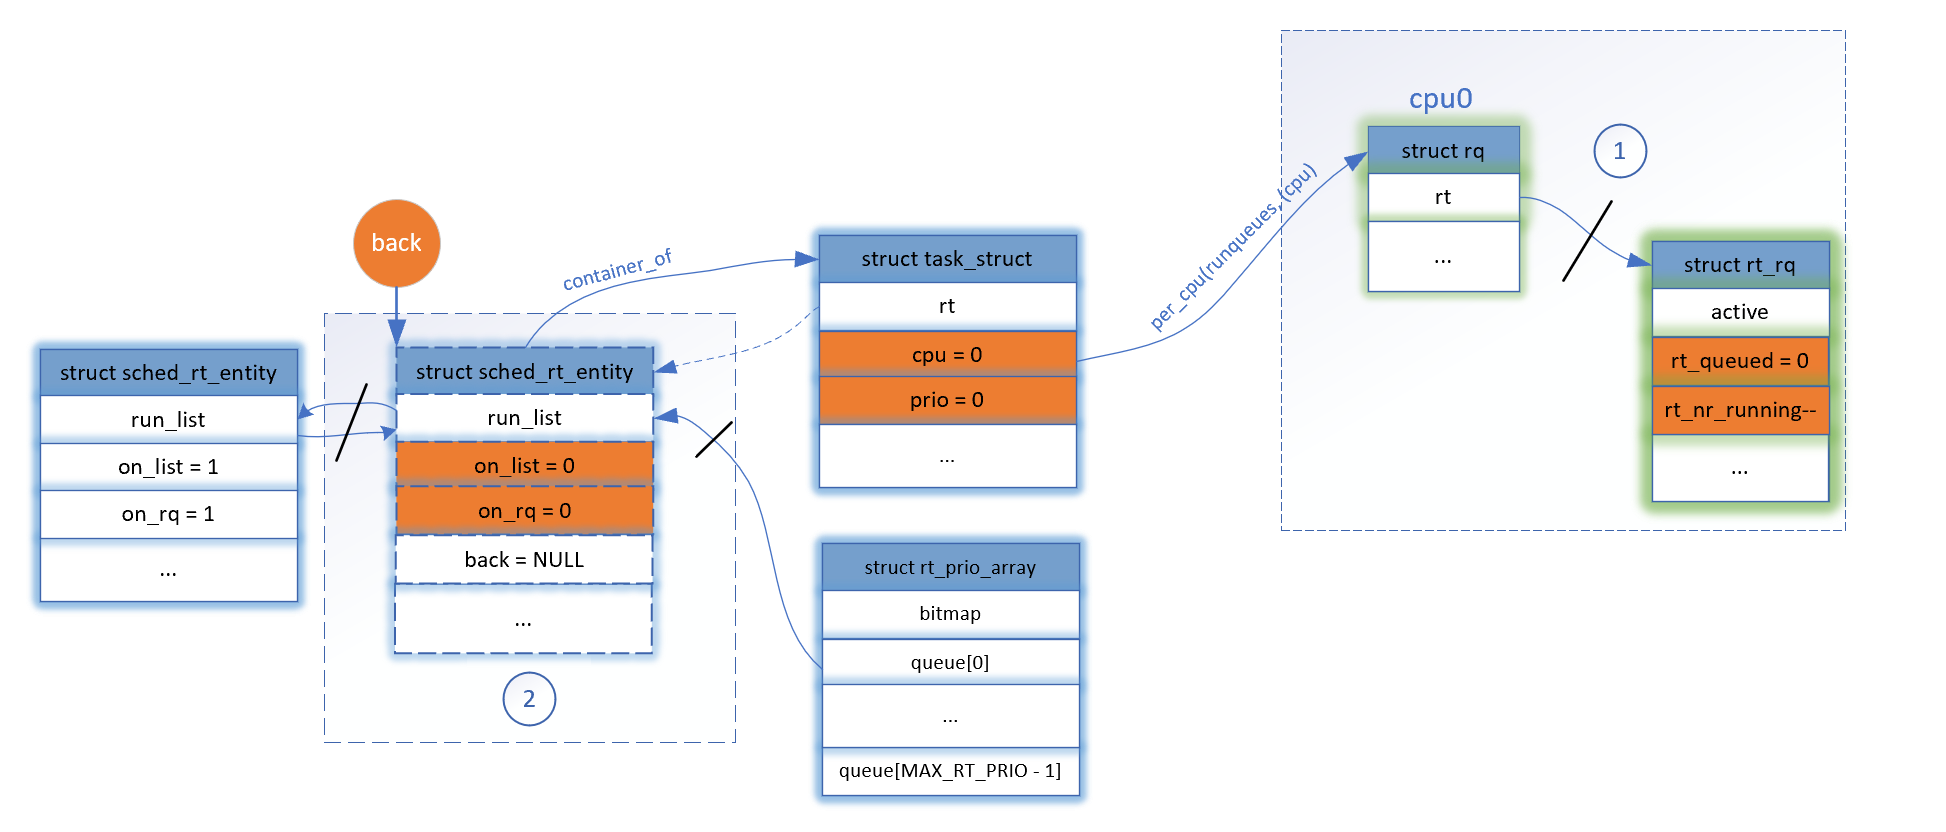 cpu0
struct rq
rt
...
1
struct rt_rq
active
rt_queued = 0
rt_nr_running--
...
per_cpu(runqueues, (cpu)
back
container_of
struct task_struct
rt
cpu = 0
prio = 0
...
struct sched_rt_entity
run_list
on_list = 1
on_rq = 1
...
struct sched_rt_entity
run_list
on_list = 0
on_rq = 0
back = NULL
...
2
struct rt_prio_array
bitmap
queue[0]
...
queue[MAX_RT_PRIO - 1]